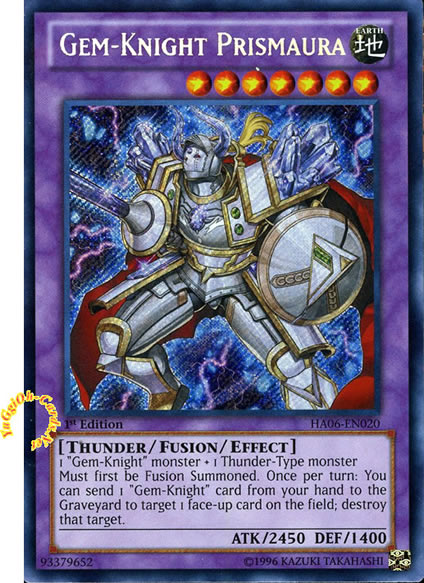 GEM-KNIGHT PRISMAURA
EARTH
地
1st Edition
HA06-EN020
[THUNDER/FUSION/EFFECT]
1 "Gem-Knight" monster + 1 Thunder-Type monster
Must first be Fusion Summoned. Once per turn: You
can send 1 "Gem-Knight" card from your hand to the
Graveyard to target 1 face-up card on the field; destroy
that target.
ATK/2450 DEF/1400
93379652
©1996 KAZUKI TAKAHASHI
YuGgiOh-Cards.Net